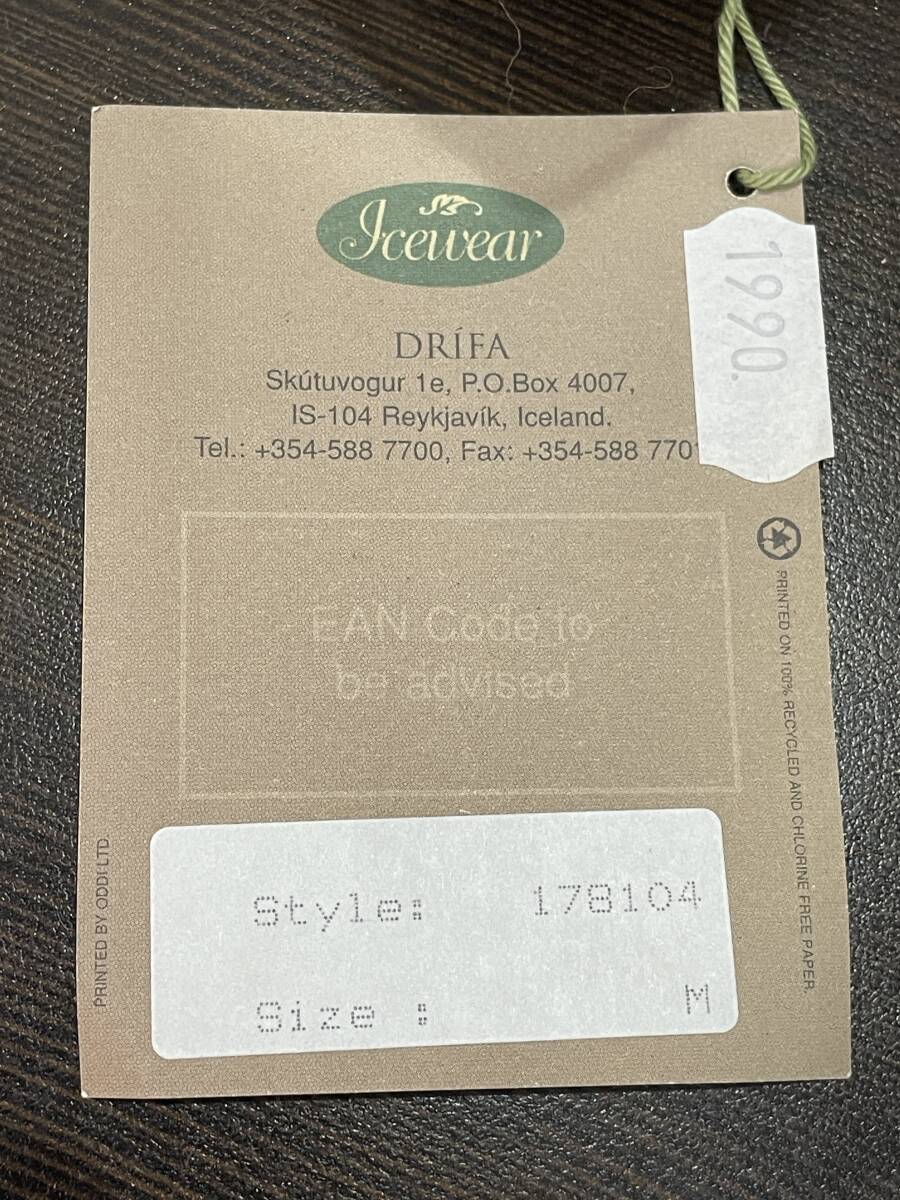 Icewear
DRÍFA
Skútuvogur 1e, P.O.Box 4007,
IS-104 Reykjavík, Iceland.
Tel.: +354-588 7700, Fax: +354-588 770
1990.
EAN Code to
be advised
PRINTED ON 100% RECYCLED AND CHLORINE FREE PAPER.
PRINTED BY ODDI LTD.
Style: 178104
Size : M